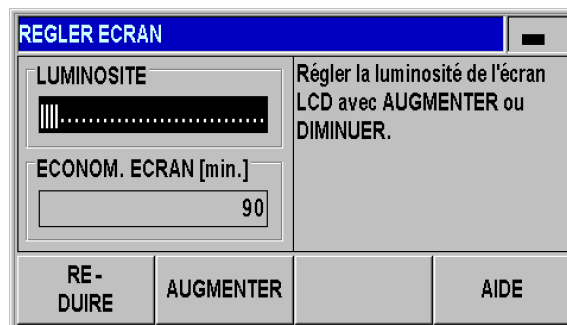 REGLER ECRAN
LUMINOSITE
ECONOM. ECRAN [min.]
90
Régler la luminosité de l'écran
LCD avec AUGMENTER ou
DIMINUER.
RE-
DUIRE
AUGMENTER
AIDE